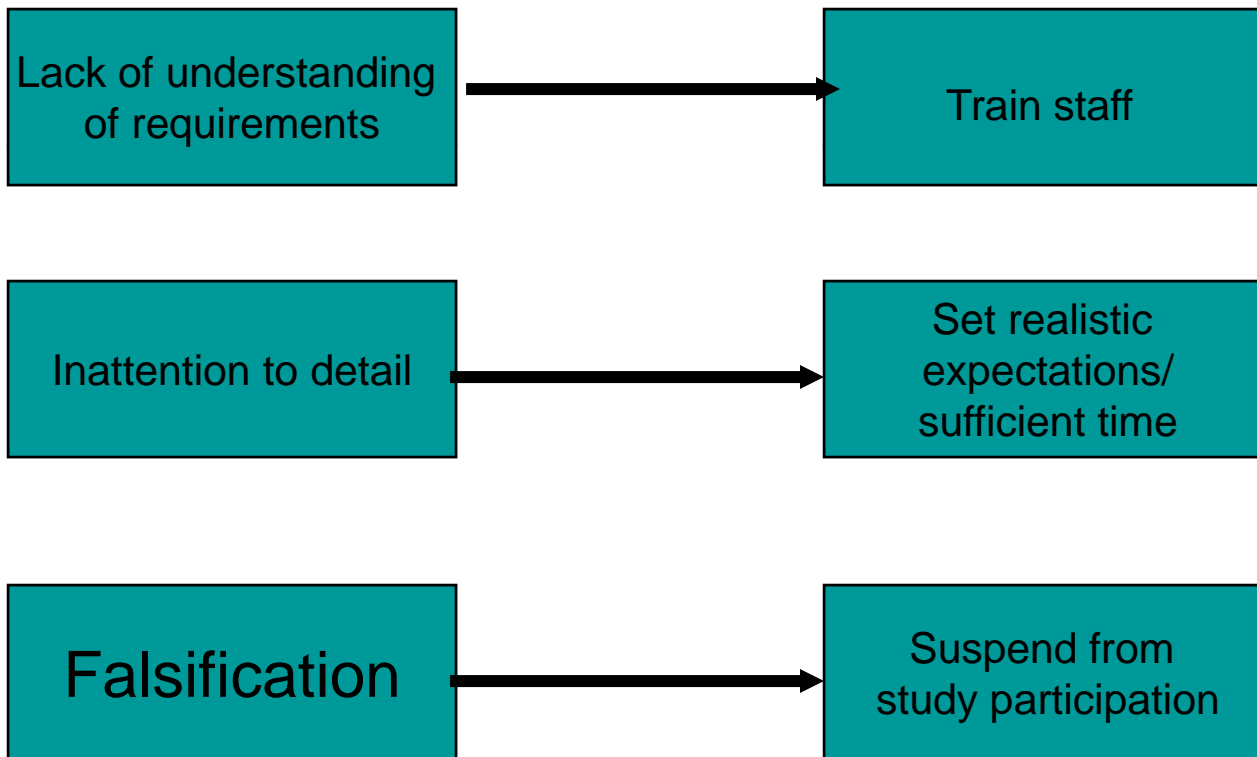 Lack of understanding
of requirements
Train staff
Inattention to detail
Set realistic
expectations/
sufficient time
Falsification
Suspend from
study participation